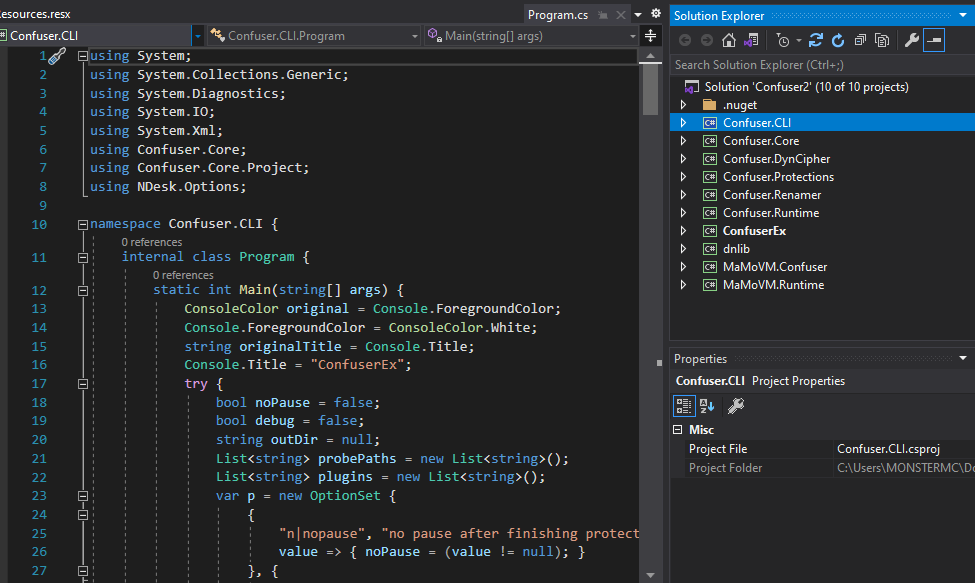 esources.resx
Program.cs
Confuser.CLI
Confuser.CLI.Program
Main(string[] args)
1 using System;
2 using System.Collections.Generic;
3 using System.Diagnostics;
4 using System.IO;
5 using System.Xml;
6 using Confuser.Core;
7 using Confuser.Core.Project;
8 using NDesk.Options;
9
10 namespace Confuser.CLI {
0 references
11 internal class Program {
0 references
12 static int Main(string[] args) {
13 ConsoleColor original = Console.ForegroundColor;
14 Console.ForegroundColor = ConsoleColor.White;
15 string originalTitle = Console.Title;
16 Console.Title = "ConfuserEx";
17 try {
18 bool noPause = false;
19 bool debug = false;
20 string outDir = null;
21 List<string> probePaths = new List<string>();
22 List<string> plugins = new List<string>();
23 var p = new OptionSet {
24 {
25 "n|nopause", "no pause after finishing protect
26 value => { noPause = (value != null); }
27 }, {
Solution Explorer
Search Solution Explorer (Ctrl+;)
Solution 'Confuser2' (10 of 10 projects)
.nuget
C# Confuser.CLI
C# Confuser.Core
C# Confuser.DynCipher
C# Confuser.Protections
C# Confuser.Renamer
C# Confuser.Runtime
C# ConfuserEx
C# dnlib
C# MaMoVM.Confuser
C# MaMoVM.Runtime
Properties
Confuser.CLI Project Properties
Misc
Project File Confuser.CLI.csproj
Project Folder C:\Users\MONSTERMC\Do